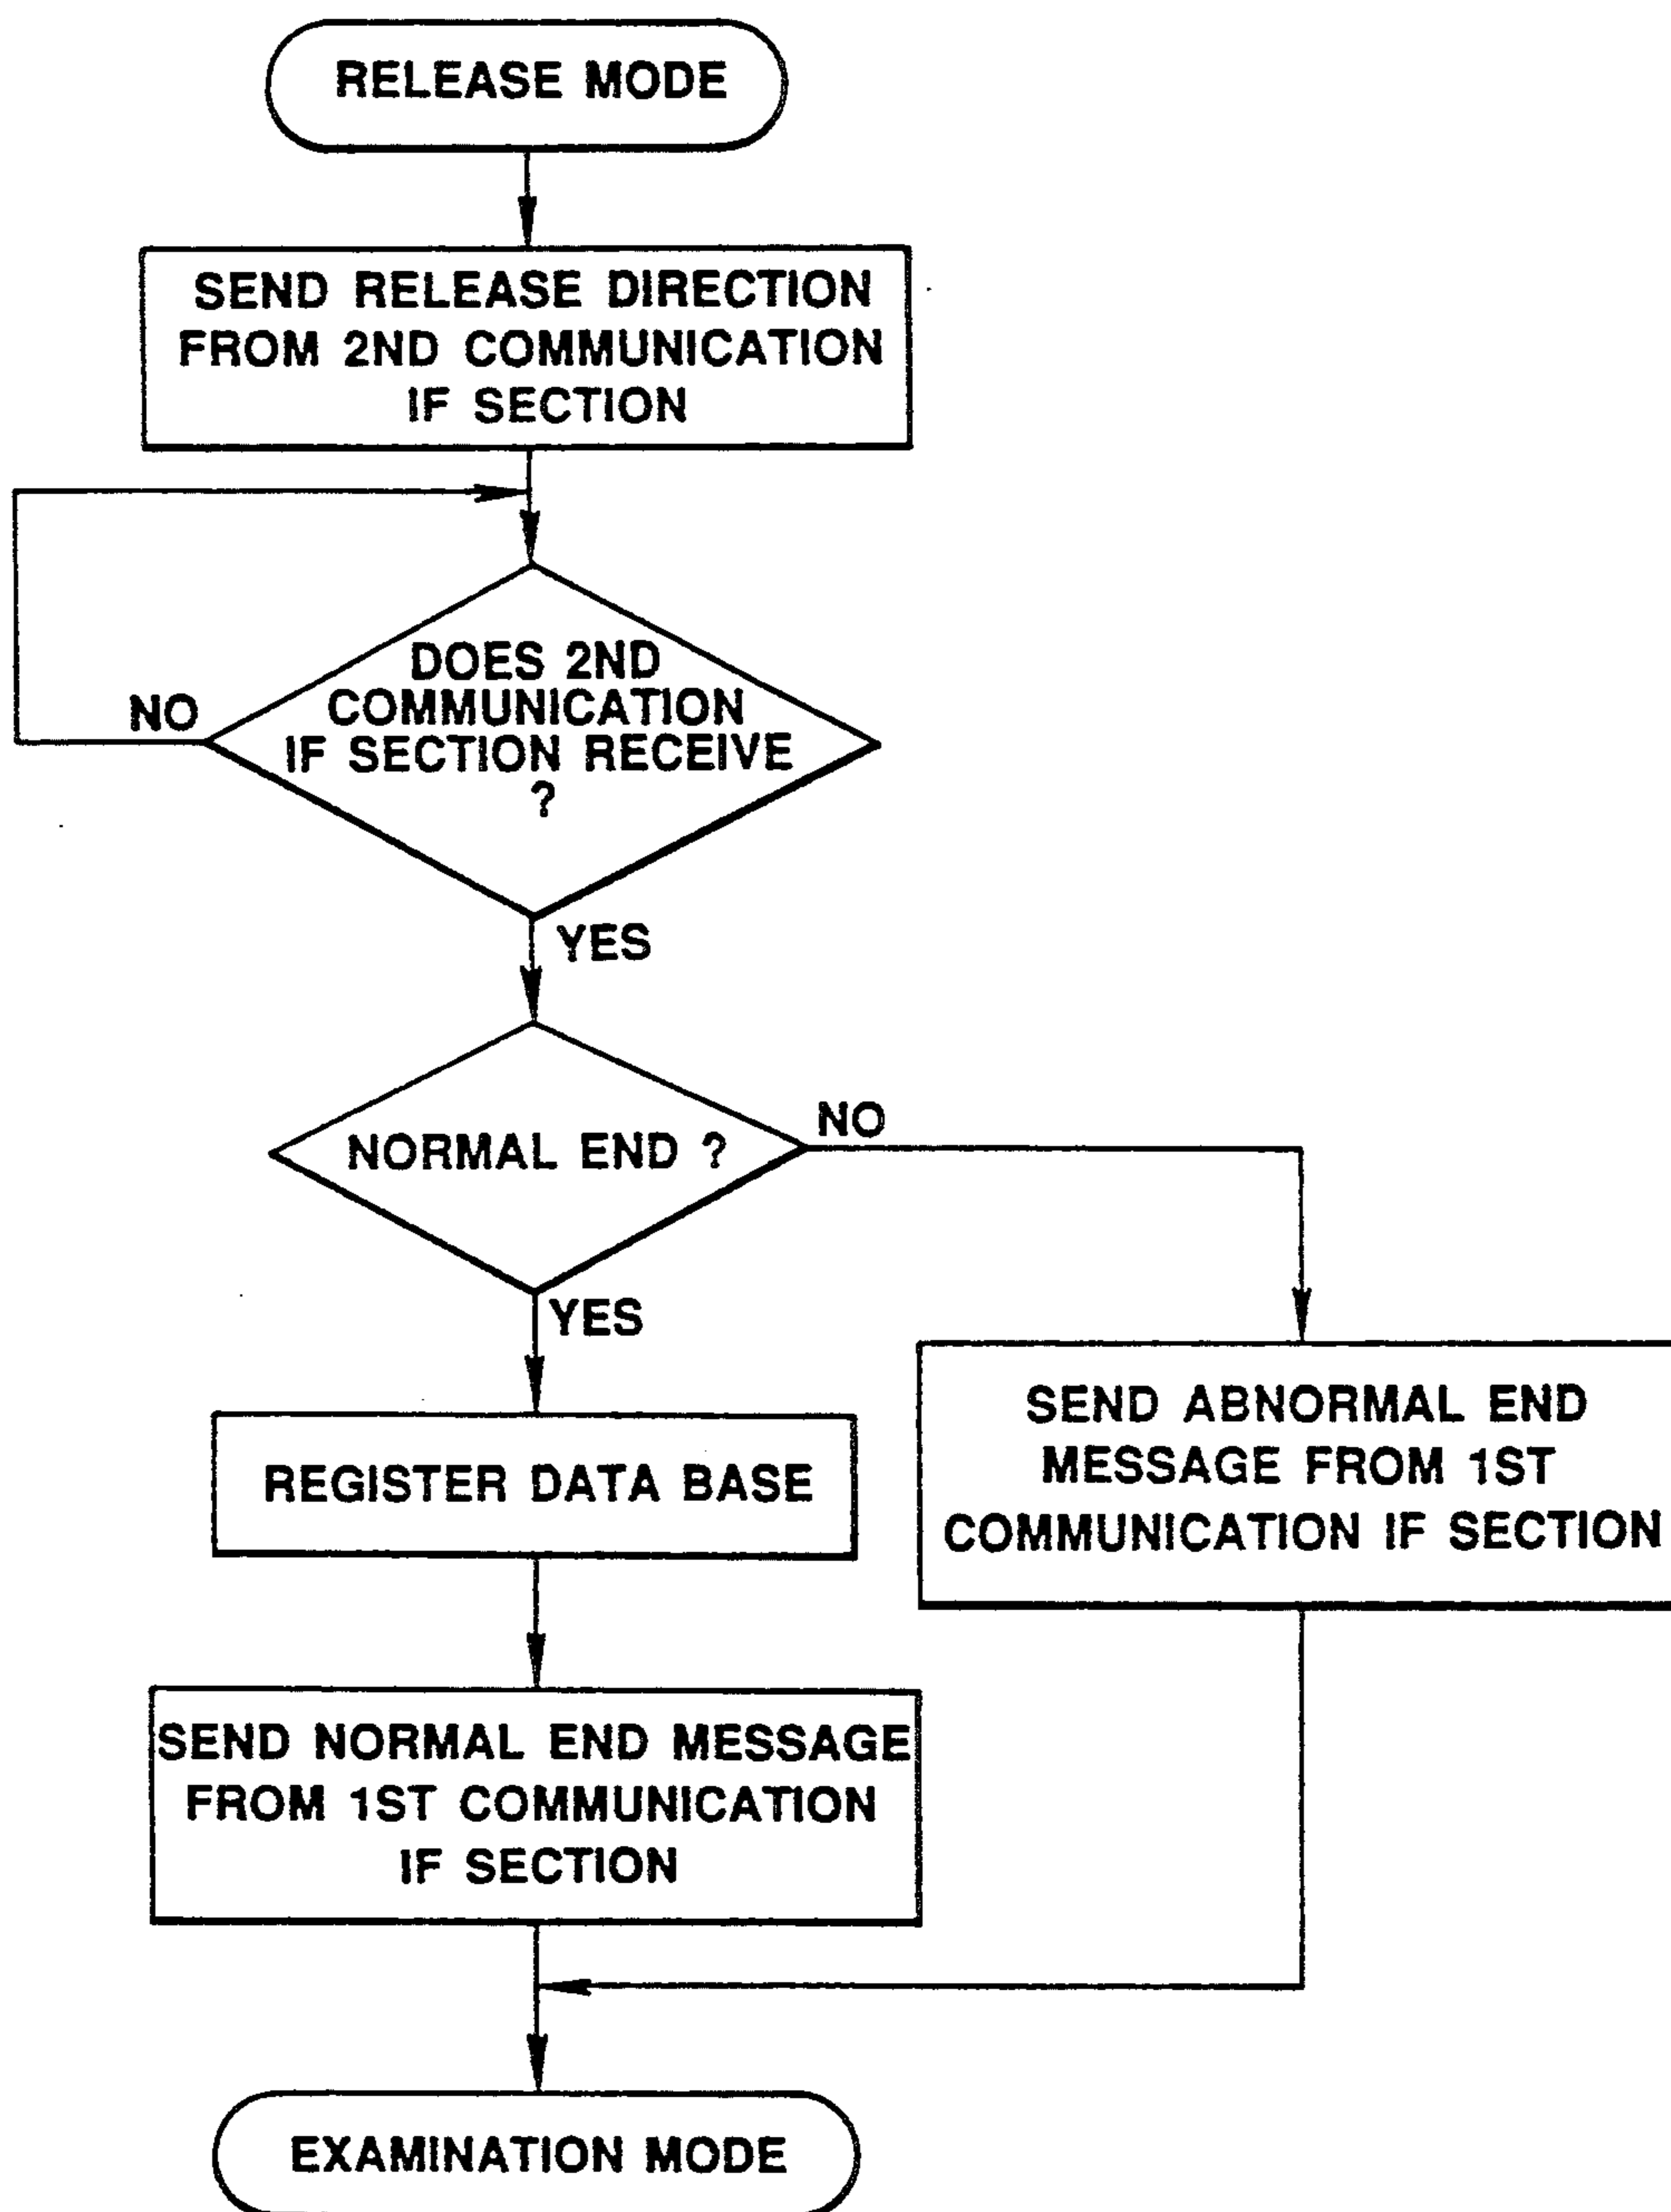 RELEASE MODE
SEND RELEASE DIRECTION
FROM 2ND COMMUNICATION
IF SECTION
DOES 2ND
COMMUNICATION
IF SECTION RECEIVE
?
NO
YES
NORMAL END ?
NO
YES
REGISTER DATA BASE
SEND ABNORMAL END
MESSAGE FROM 1ST
COMMUNICATION IF SECTION
SEND NORMAL END MESSAGE
FROM 1ST COMMUNICATION
IF SECTION
EXAMINATION MODE